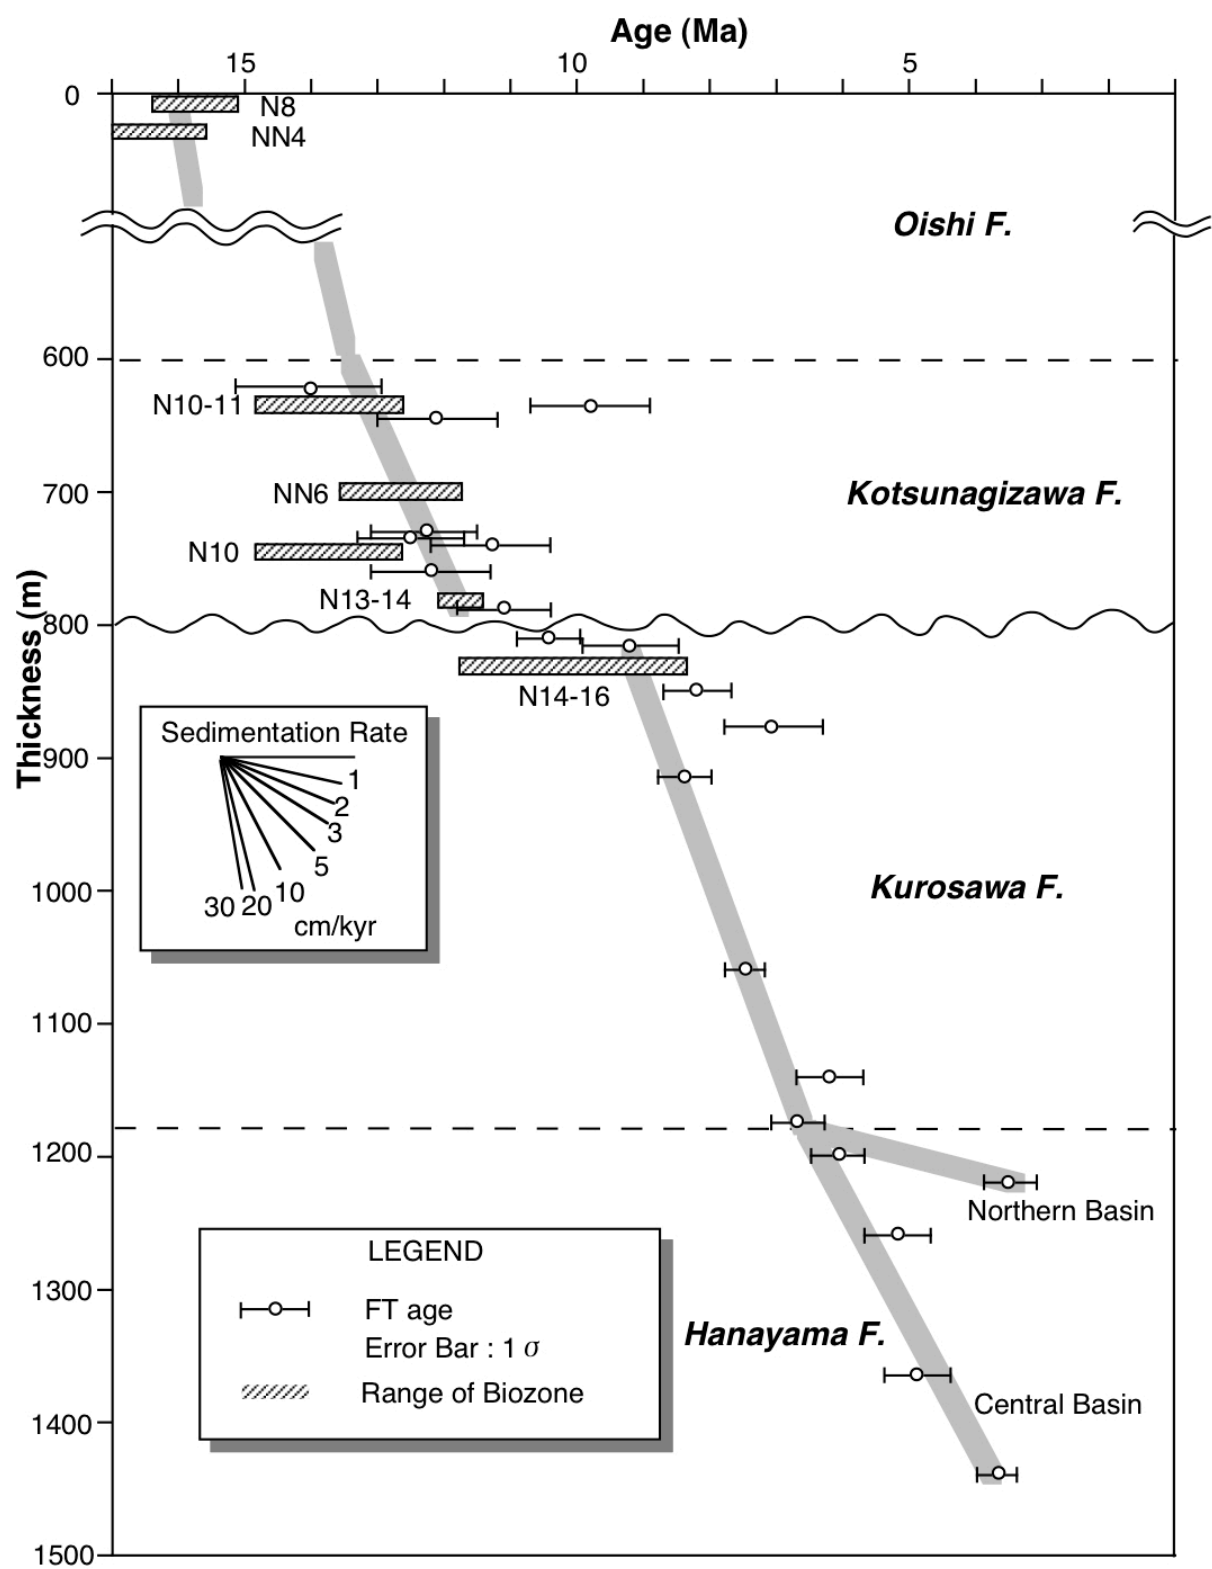 Age (Ma)
15 10 5
0
N8
NN4
Oishi F.
600
N10-11
Kotsunagizawa F.
NN6
700
N10
N13-14
800
Thickness (m)
N14-16
Sedimentation Rate
900
1
2
3
5
10
30 20
cm/kyr
Kurosawa F.
1000
1100
1200
Northern Basin
LEGEND
1300
FT age
Error Bar : 1 σ
Hanayama F.
Range of Biozone
Central Basin
1400
1500